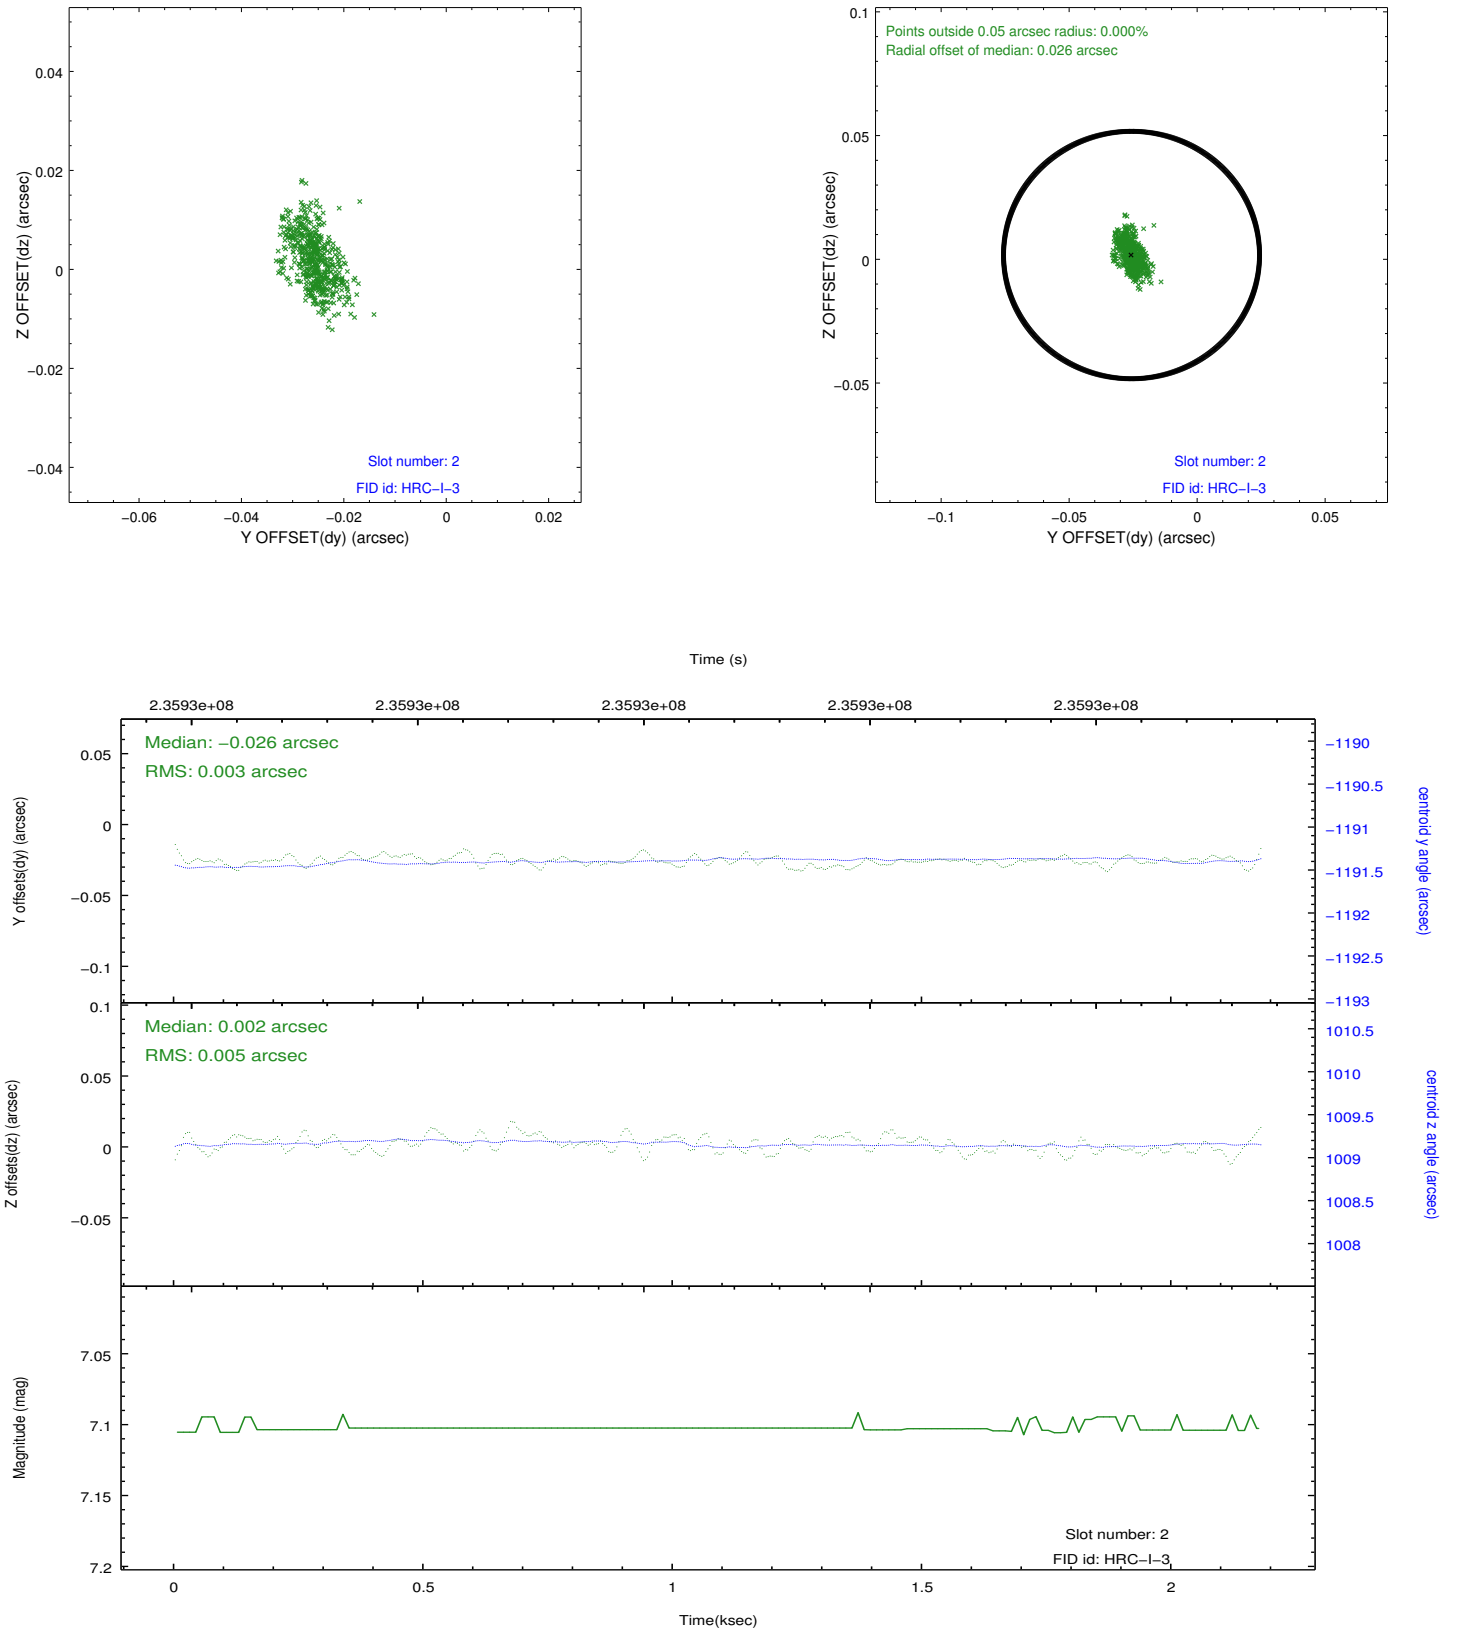 0.04
0.02
0
−0.02
−0.04
Z OFFSET(dz) (arcsec)
Slot number: 2
FID id: HRC−I−3
−0.06
−0.04
−0.02
0
0.02
Y OFFSET(dy) (arcsec)
0.1
0.05
0
−0.05
Z OFFSET(dz) (arcsec)
Points outside 0.05 arcsec radius: 0.000%
Radial offset of median: 0.026 arcsec
Slot number: 2
FID id: HRC−I−3
−0.1
−0.05
0
0.05
Y OFFSET(dy) (arcsec)
Time (s)
2.3593e+08
2.3593e+08
2.3593e+08
2.3593e+08
2.3593e+08
Median: −0.026 arcsec
RMS: 0.003 arcsec
0.05
0
−0.05
−0.1
Y offsets(dy) (arcsec)
−1190
−1190.5
−1191
−1191.5
−1192
−1192.5
−1193
centroid y angle (arcsec)
Median: 0.002 arcsec
RMS: 0.005 arcsec
0.1
0.05
0
−0.05
Z offsets(dz) (arcsec)
1010.5
1010
1009.5
1009
1008.5
1008
centroid z angle (arcsec)
7.05
7.1
7.15
7.2
Magnitude (mag)
Slot number: 2
FID id: HRC−I−3
0
0.5
1
1.5
2
Time(ksec)